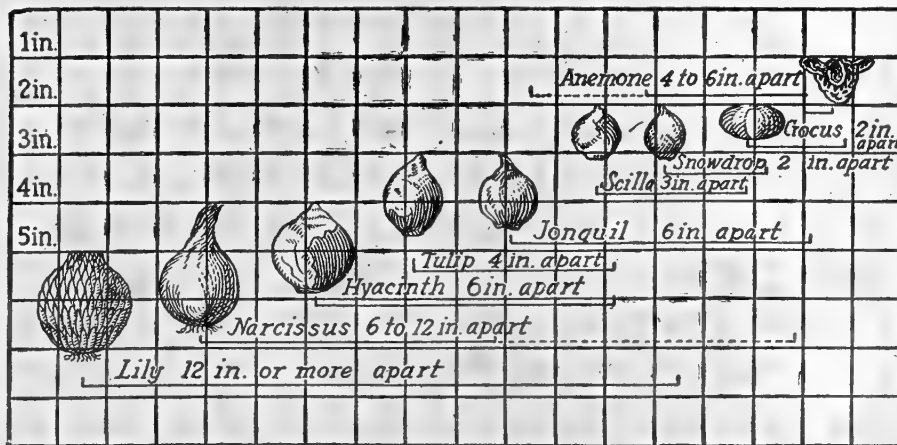 1in.
2in.
3in.
4in.
5in.
Anemone 4 to 6in. apart
Crocus 2in.
apart
Snowdrop 2 in. apart
Scilla 3in. apart
Jonquil 6in. apart
Tulip 4 in. apart
Hyacinth 6in. apart
Narcissus 6 to 12 in. apart
Lily 12 in. or more apart